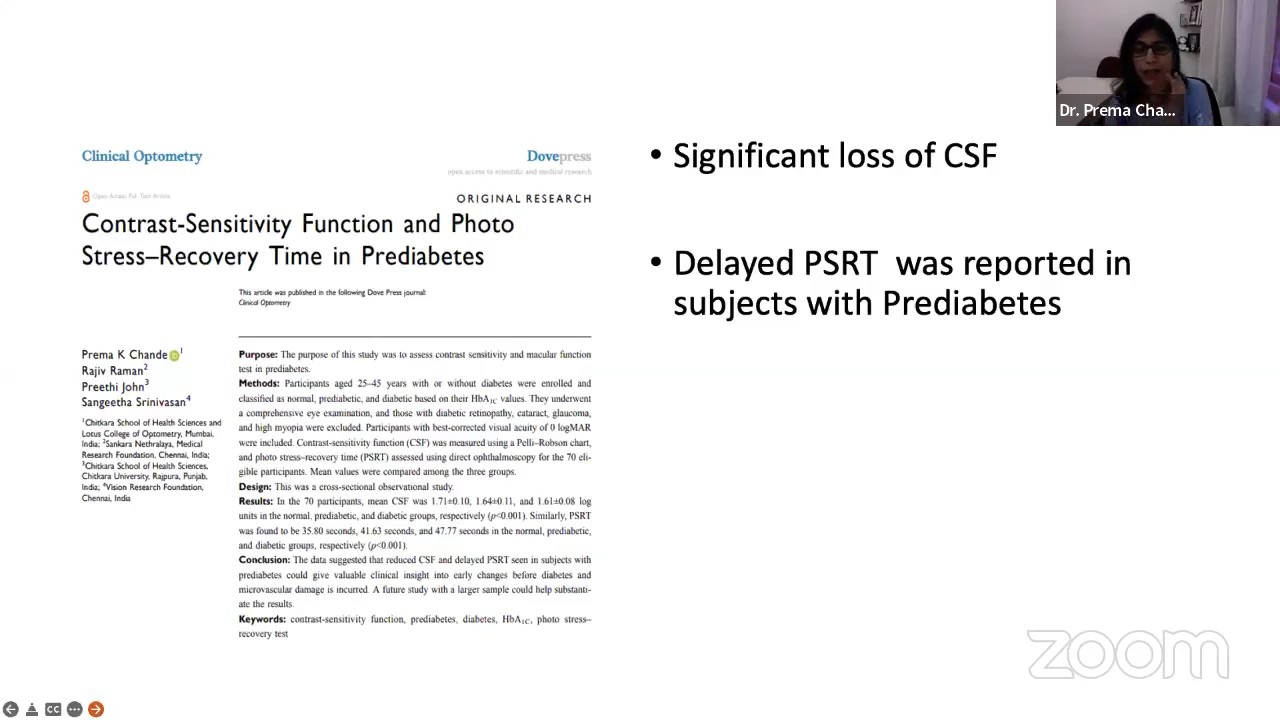 Dr. Prema Cha...
Clinical Optometry
Dovepress
open access to scientific and medical research
Open Access Full Text Article
ORIGINAL RESEARCH
Contrast-Sensitivity Function and Photo
Stress–Recovery Time in Prediabetes
This article was published in the following Dove Press journal:
Clinical Optometry
Prema K Chande 1
Rajiv Raman2
Preethi John3
Sangeetha Srinivasan4
1Chitkara School of Health Sciences and
Lotus College of Optometry, Mumbai,
India; 2Sankara Nethralaya, Medical
Research Foundation, Chennai, India;
3Chitkara School of Health Sciences,
Chitkara University, Rajpura, Punjab,
India; 4Vision Research Foundation,
Chennai, India
Purpose: The purpose of this study was to assess contrast sensitivity and macular function
test in prediabetes.
Methods: Participants aged 25–45 years with or without diabetes were enrolled and
classified as normal, prediabetic, and diabetic based on their HbA1C values. They underwent
a comprehensive eye examination, and those with diabetic retinopathy, cataract, glaucoma,
and high myopia were excluded. Participants with best-corrected visual acuity of 0 logMAR
were included. Contrast-sensitivity function (CSF) was measured using a Pelli–Robson chart,
and photo stress–recovery time (PSRT) assessed using direct ophthalmoscopy for the 70 eli-
gible participants. Mean values were compared among the three groups.
Design: This was a cross-sectional observational study.
Results: In the 70 participants, mean CSF was 1.71±0.10, 1.64±0.11, and 1.61±0.08 log
units in the normal, prediabetic, and diabetic groups, respectively (p<0.001). Similarly, PSRT
was found to be 35.80 seconds, 41.63 seconds, and 47.77 seconds in the normal, prediabetic,
and diabetic groups, respectively (p<0.001).
Conclusion: The data suggested that reduced CSF and delayed PSRT seen in subjects with
prediabetes could give valuable clinical insight into early changes before diabetes and
microvascular damage is incurred. A future study with a larger sample could help substanti-
ate the results.
Keywords: contrast-sensitivity function, prediabetes, diabetes, HbA1C, photo stress–
recovery test
• Significant loss of CSF
• Delayed PSRT was reported in
subjects with Prediabetes
zoom
CC